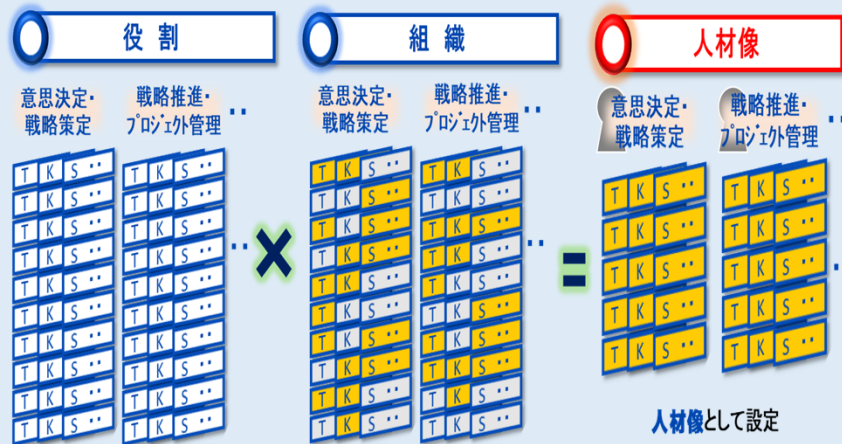 役割
組織
人材像
意思決定・
戦略策定
戦略推進・
プロジェクト管理
‥
意思決定・
戦略策定
戦略推進・
プロジェクト管理
‥
意思決定・
戦略策定
戦略推進・
プロジェクト管理
‥
T K S ‥ T K S ‥
T K S ‥ T K S ‥
T K S ‥ T K S ‥
T K S ‥ T K S ‥
T K S ‥ T K S ‥
T K S ‥ T K S ‥
T K S ‥ T K S ‥
T K S ‥ T K S ‥
T K S ‥ T K S ‥
T K S ‥ T K S ‥
‥
×
T K S ‥ T K S ‥
T K S ‥ T K S ‥
T K S ‥ T K S ‥
T K S ‥ T K S ‥
T K S ‥ T K S ‥
T K S ‥ T K S ‥
T K S ‥ T K S ‥
T K S ‥ T K S ‥
T K S ‥ T K S ‥
T K S ‥ T K S ‥
‥
=
T K S ‥ T K S ‥
T K S ‥ T K S ‥
T K S ‥ T K S ‥
T K S ‥ T K S ‥
T K S ‥ T K S ‥
‥
人材像として設定